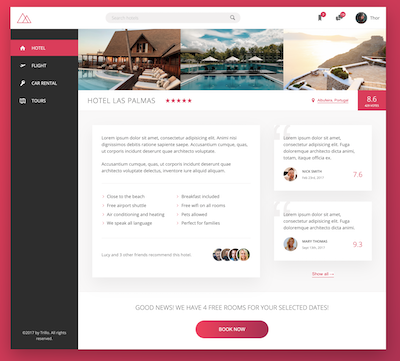 Search hotels
Thor
HOTEL
FLIGHT
CAR RENTAL
TOURS
HOTEL LAS PALMAS
Albufeira, Portugal
8.6
429 VOTES
Lorem ipsum dolor sit amet, consectetur adipisicing elit. Nisi
dignissimos debitis ratione sapiente saepe. Accusantium cumque, quas,
ut corporis incidunt deserunt quae architecto voluptate.
Accusantium cumque, quas, ut corporis incidunt deserunt quae
architecto voluptate delectus, inventore iure aliquid aliquam.
Close to the beach
Breakfast included
Free airport shuttle
Free wifi on all rooms
Air conditioning and heating
Pets allowed
We speak all language
Perfect for families
Lucy and 3 other friends recommend this hotel.
Lorem ipsum dolor sit amet,
consectetur adipisicing elit. Fuga
doloremque architecto dicta animi,
totam, itaque officia ex.
NICK SMITH
Feb 23rd, 2017
7.6
Lorem ipsum dolor sit amet,
consectetur adipisicing elit. Fuga
doloremque architecto dicta animi.
MARY THOMAS
Sept 13th, 2017
9.3
Show all →
GOOD NEWS! WE HAVE 4 FREE ROOMS FOR YOUR SELECTED DATES!
BOOK NOW
©2017 by Trillo. All rights
reserved.